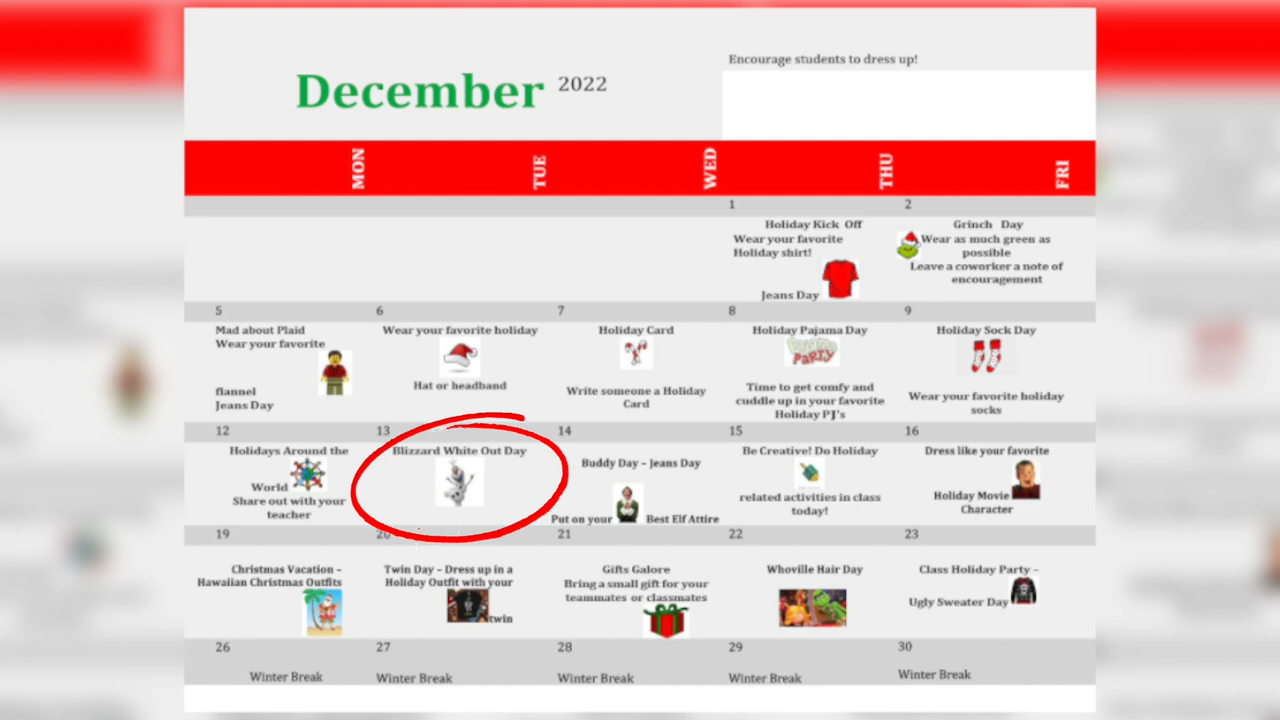 Encourage students to dress up!
December 2022
MON TUE WED THU FRI
1 2
Holiday Kick Off
Wear your favorite
Holiday shirt!
Jeans Day
Grinch Day
Wear as much green as
possible
Leave a coworker a note of
encouragement
5 6 7 8 9
Mad about Plaid
Wear your favorite
flannel
Jeans Day
Wear your favorite holiday
Hat or headband
Holiday Card
Write someone a Holiday
Card
Holiday Pajama Day
PaJama
PaRTY
Time to get comfy and
cuddle up in your favorite
Holiday PJ's
Holiday Sock Day
Wear your favorite holiday
socks
12 13 14 15 16
Holidays Around the
World
Share out with your
teacher
Blizzard White Out Day
Buddy Day – Jeans Day
Put on your Best Elf Attire
Be Creative! Do Holiday
related activities in class
today!
Dress like your favorite
Holiday Movie
Character
19 20 21 22 23
Christmas Vacation –
Hawaiian Christmas Outfits
Twin Day – Dress up in a
Holiday Outfit with your
twin
Gifts Galore
Bring a small gift for your
teammates or classmates
Whoville Hair Day
Class Holiday Party –
Ugly Sweater Day
26 27 28 29 30
Winter Break
Winter Break
Winter Break
Winter Break
Winter Break